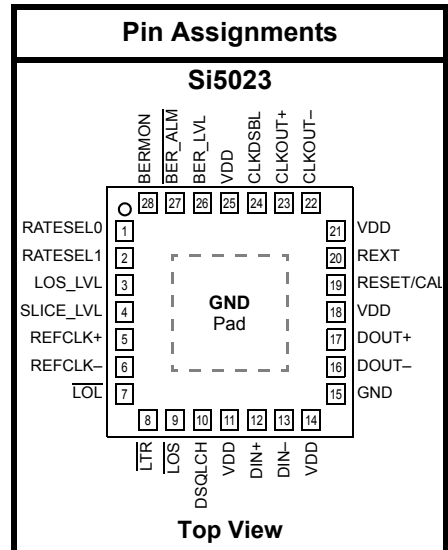 Pin Assignments
Si5023
BERMON
BER_ALM
BER_LVL
VDD
CLKDSBL
CLKOUT+
CLKOUT–
28 27 26 25 24 23 22
RATESEL0 1
RATESEL1 2
LOS_LVL 3
SLICE_LVL 4
REFCLK+ 5
REFCLK– 6
LOL 7
GND
Pad
21 VDD
20 REXT
19 RESET/CAL
18 VDD
17 DOUT+
16 DOUT–
15 GND
8 9 10 11 12 13 14
LTR
LOS
DSQLCH
VDD
DIN+
DIN–
VDD
Top View